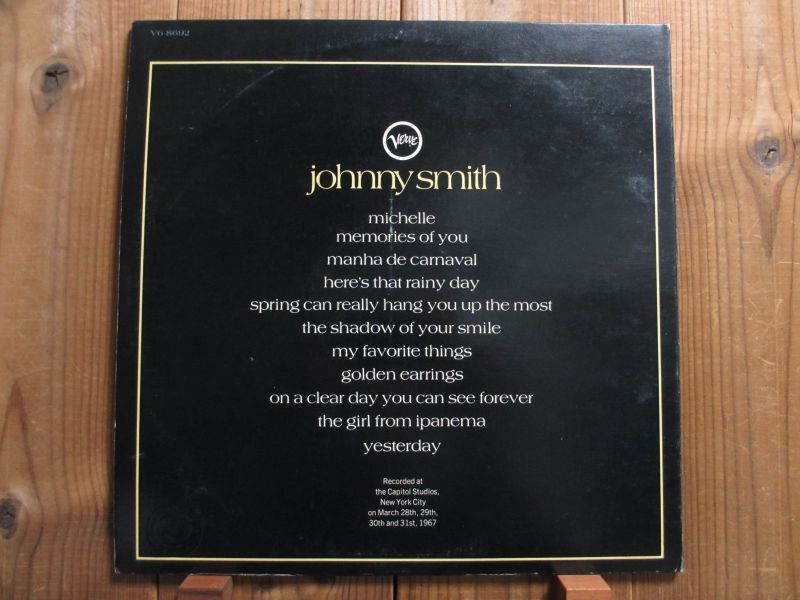 V6-8692
Verve
johnny smith
michelle
memories of you
manha de carnaval
here's that rainy day
spring can really hang you up the most
the shadow of your smile
my favorite things
golden earrings
on a clear day you can see forever
the girl from ipanema
yesterday
Recorded at
the Capitol Studios,
New York City
on March 28th, 29th,
30th and 31st, 1967